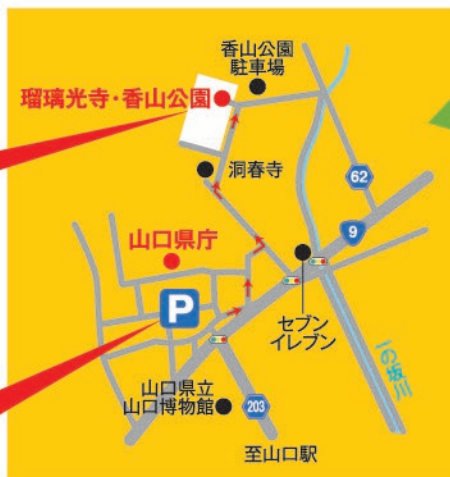 香山公園
駐車場
瑠璃光寺・香山公園
洞春寺
62
9
山口県庁
P
セブン
イレブン
一の坂川
山口県立
山口博物館
203
至山口駅